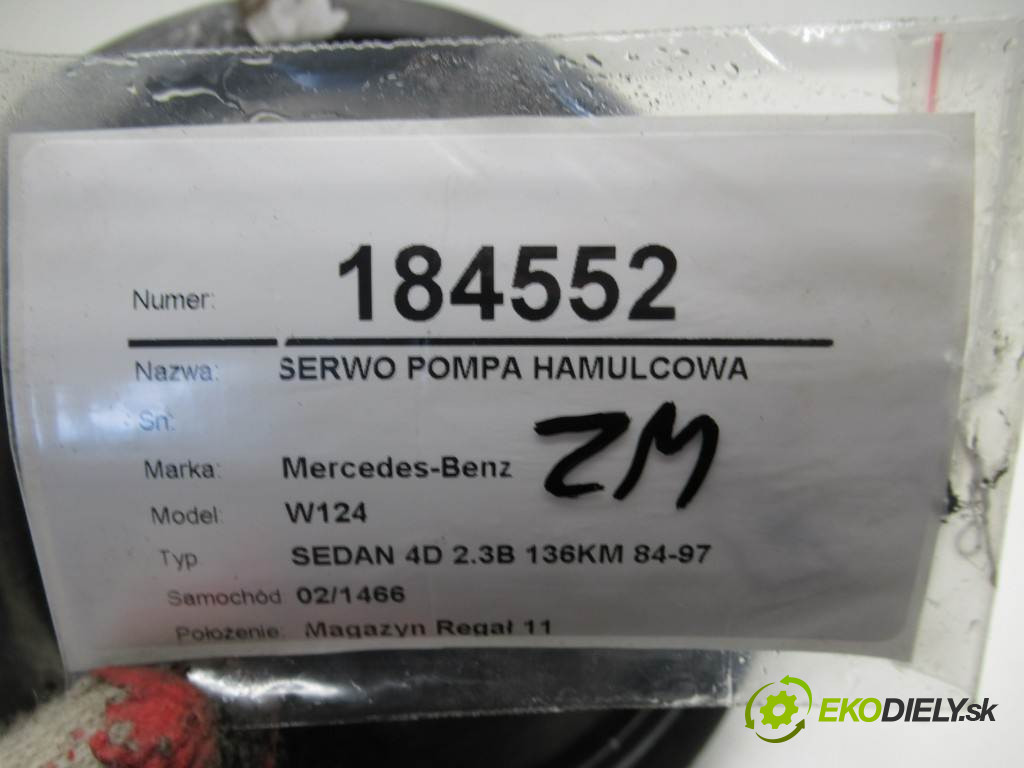 Numer: 184552
Nazwa: SERWO POMPA HAMULCOWA
Sn:
ZM
Marka: Mercedes-Benz
Model: W124
Typ SEDAN 4D 2.3B 136KM 84-97
Samochód 02/1466
Położenie: Magazyn Regał 11
EKODIELY.sk